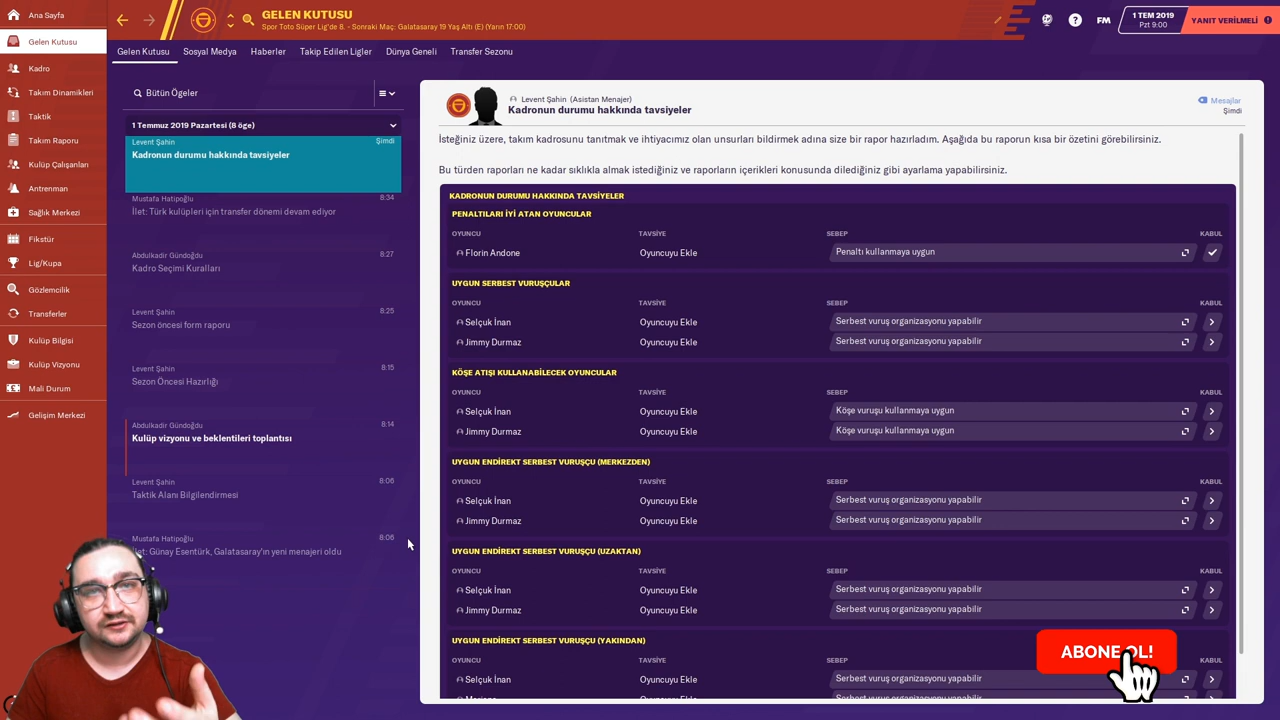 Ana Sayfa
Gelen Kutusu
Kadro
Takım Dinamikleri
Taktik
Takım Raporu
Kulüp Çalışanları
Antrenman
Sağlık Merkezi
Fikstür
Lig/Kupa
Gözlemcilik
Transferler
Kulüp Bilgisi
Kulüp Vizyonu
Mali Durum
Gelişim Merkezi
GELEN KUTUSU
Spor Toto Süper Lig'de 8. - Sonraki Maç: Galatasaray 19 Yaş Altı (E) (Yarın 17:00)
FM
1 TEM 2019
Pzt 9:00
YANIT VERİLMELİ
Gelen Kutusu Sosyal Medya Haberler Takip Edilen Ligler Dünya Geneli Transfer Sezonu
Bütün Ögeler
1 Temmuz 2019 Pazartesi (8 öge)
Levent Şahin Şimdi
Kadronun durumu hakkında tavsiyeler
Mustafa Hatipoğlu 8:34
İlet: Türk kulüpleri için transfer dönemi devam ediyor
Abdulkadir Gündoğdu 8:27
Kadro Seçimi Kuralları
Levent Şahin 8:25
Sezon öncesi form raporu
Levent Şahin 8:15
Sezon Öncesi Hazırlığı
Abdulkadir Gündoğdu 8:14
Kulüp vizyonu ve beklentileri toplantısı
Levent Şahin 8:06
Taktik Alanı Bilgilendirmesi
Mustafa Hatipoğlu 8:06
İlet: Günay Esentürk, Galatasaray'ın yeni menajeri oldu
Levent Şahin (Asistan Menajer)
Kadronun durumu hakkında tavsiyeler
Mesajlar
Şimdi
İsteğiniz üzere, takım kadrosunu tanıtmak ve ihtiyacımız olan unsurları bildirmek adına size bir rapor hazırladım. Aşağıda bu raporun kısa bir özetini görebilirsiniz.
Bu türden raporları ne kadar sıklıkla almak istediğiniz ve raporların içerikleri konusunda dilediğiniz gibi ayarlama yapabilirsiniz.
KADRONUN DURUMU HAKKINDA TAVSİYELER
PENALTILARI İYİ ATAN OYUNCULAR
OYUNCU TAVSİYE SEBEP KABUL
Florin Andone Oyuncuyu Ekle Penaltı kullanmaya uygun
UYGUN SERBEST VURUŞÇULAR
OYUNCU TAVSİYE SEBEP KABUL
Selçuk İnan Oyuncuyu Ekle Serbest vuruş organizasyonu yapabilir
Jimmy Durmaz Oyuncuyu Ekle Serbest vuruş organizasyonu yapabilir
KÖŞE ATIŞI KULLANABİLECEK OYUNCULAR
OYUNCU TAVSİYE SEBEP KABUL
Selçuk İnan Oyuncuyu Ekle Köşe vuruşu kullanmaya uygun
Jimmy Durmaz Oyuncuyu Ekle Köşe vuruşu kullanmaya uygun
UYGUN ENDİREKT SERBEST VURUŞÇU (MERKEZDEN)
OYUNCU TAVSİYE SEBEP KABUL
Selçuk İnan Oyuncuyu Ekle Serbest vuruş organizasyonu yapabilir
Jimmy Durmaz Oyuncuyu Ekle Serbest vuruş organizasyonu yapabilir
UYGUN ENDİREKT SERBEST VURUŞÇU (UZAKTAN)
OYUNCU TAVSİYE SEBEP KABUL
Selçuk İnan Oyuncuyu Ekle Serbest vuruş organizasyonu yapabilir
Jimmy Durmaz Oyuncuyu Ekle Serbest vuruş organizasyonu yapabilir
UYGUN ENDİREKT SERBEST VURUŞÇU (YAKINDAN)
OYUNCU TAVSİYE SEBEP KABUL
Selçuk İnan Oyuncuyu Ekle Serbest vuruş organizasyonu yapabilir
ABONE OL!